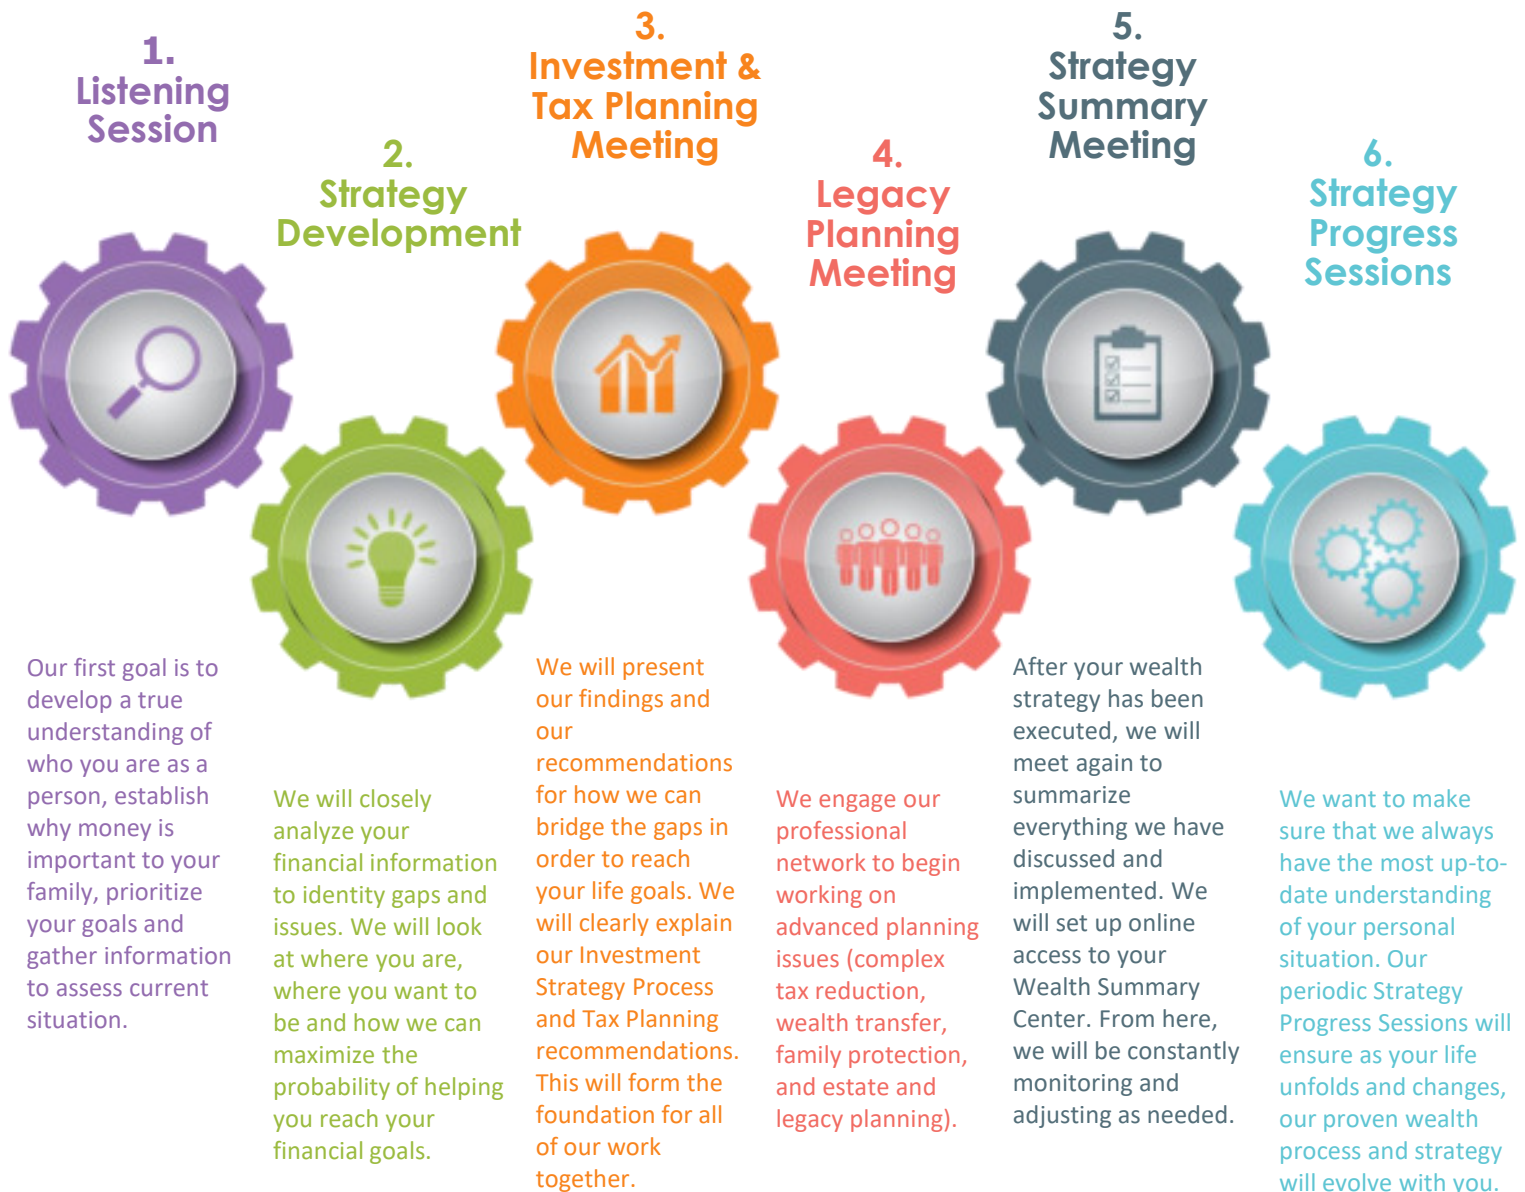 1.
Listening
Session
2.
Strategy
Development
3.
Investment &
Tax Planning
Meeting
4.
Legacy
Planning
Meeting
5.
Strategy
Summary
Meeting
6.
Strategy
Progress
Sessions
Our first goal is to
develop a true
understanding of
who you are as a
person, establish
why money is
important to your
family, prioritize
your goals and
gather information
to assess current
situation.
We will closely
analyze your
financial information
to identity gaps and
issues. We will look
at where you are,
where you want to
be and how we can
maximize the
probability of helping
you reach your
financial goals.
We will present
our findings and
our
recommendations
for how we can
bridge the gaps in
order to reach
your life goals. We
will clearly explain
our Investment
Strategy Process
and Tax Planning
recommendations.
This will form the
foundation for all
of our work
together.
We engage our
professional
network to begin
working on
advanced planning
issues (complex
tax reduction,
wealth transfer,
family protection,
and estate and
legacy planning).
After your wealth
strategy has been
executed, we will
meet again to
summarize
everything we have
discussed and
implemented. We
will set up online
access to your
Wealth Summary
Center. From here,
we will be constantly
monitoring and
adjusting as needed.
We want to make
sure that we always
have the most up-to-
date understanding
of your personal
situation. Our
periodic Strategy
Progress Sessions will
ensure as your life
unfolds and changes,
our proven wealth
process and strategy
will evolve with you.